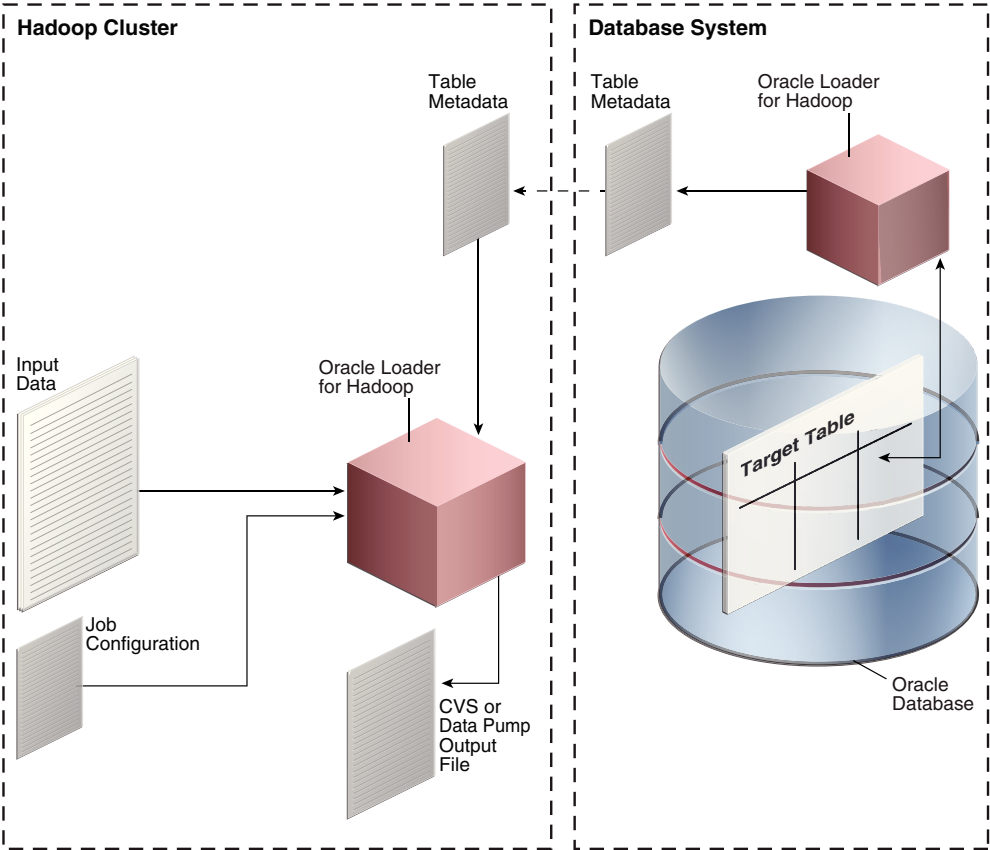 Hadoop Cluster
Database System
Table
Metadata
Table
Metadata
Oracle Loader
for Hadoop
Input
Data
Oracle Loader
for Hadoop
Target Table
Job
Configuration
CVS or
Data Pump
Output
File
Oracle
Database